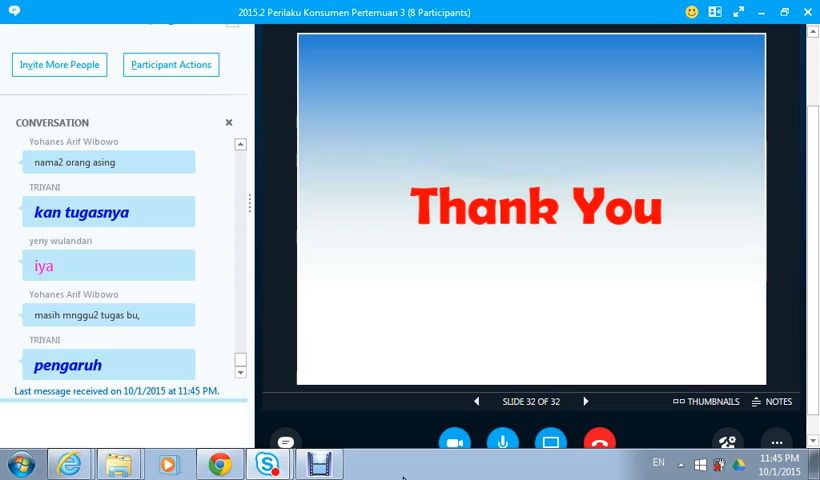 2015.2 Perilaku Konsumen Pertemuan 3 (8 Participants)
Invite More People
Participant Actions
CONVERSATION
Yohanes Arif Wibowo
nama2 orang asing
TRIYANI
kan tugasnya
yeny wulandari
iya
Yohanes Arif Wibowo
masih mnggu2 tugas bu,
TRIYANI
pengaruh
Last message received on 10/1/2015 at 11:45 PM.
Thank You
SLIDE 32 OF 32
THUMBNAILS
NOTES
EN
11:45 PM
10/1/2015